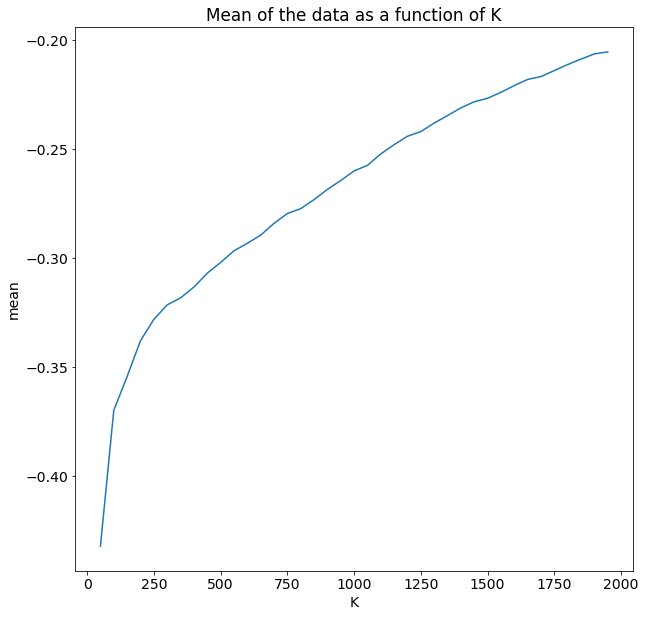 Mean of the data as a function of K
−0.20
−0.25
−0.30
−0.35
−0.40
mean
0 250 500 750 1000 1250 1500 1750 2000
K